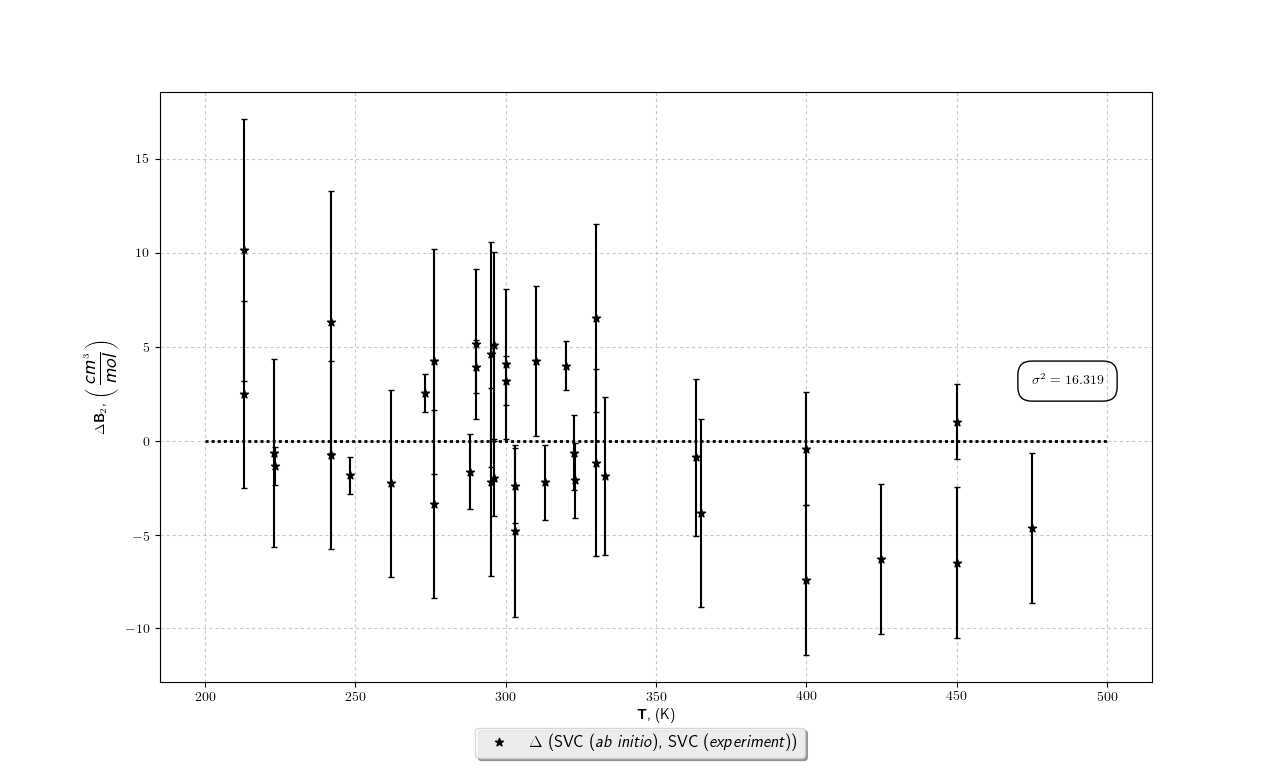 15
10
5
0
−5
−10
ΔB₂, (cm³/mol)
σ² = 16.319
200 250 300 350 400 450 500
T, (K)
Δ (SVC (ab initio), SVC (experiment))